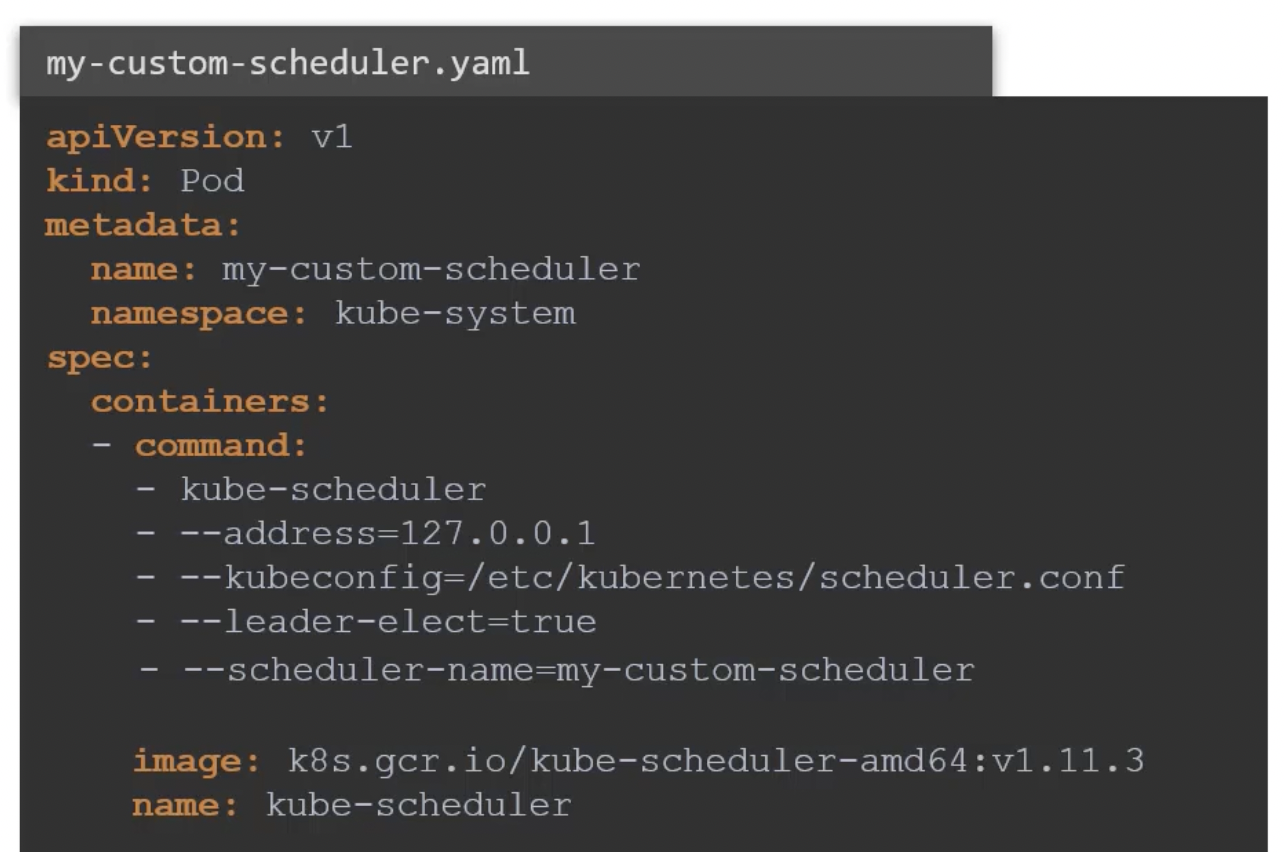 my-custom-scheduler.yaml
apiVersion: v1
kind: Pod
metadata:
  name: my-custom-scheduler
  namespace: kube-system
spec:
  containers:
  - command:
    - kube-scheduler
    - --address=127.0.0.1
    - --kubeconfig=/etc/kubernetes/scheduler.conf
    - --leader-elect=true
    - --scheduler-name=my-custom-scheduler
    image: k8s.gcr.io/kube-scheduler-amd64:v1.11.3
    name: kube-scheduler